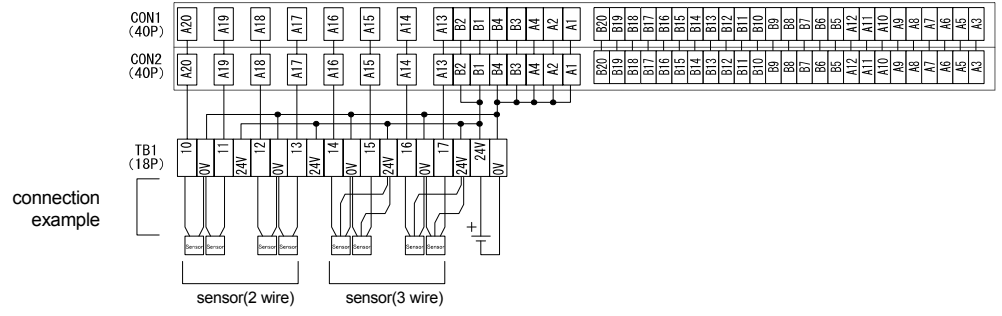 CON1 (40P) A20 A19 A18 A17 A16 A15 A14 A13 B2 B1 B4 B3 A4 A2 A1 B20 B19 B18 B17 B16 B15 B14 B13 B12 B11 B10 B9 B8 B7 B6 B5 A12 A11 A10 A9 A8 A7 A6 A5 A3
CON2 (40P) A20 A19 A18 A17 A16 A15 A14 A13 B2 B1 B4 B3 A4 A2 A1 B20 B19 B18 B17 B16 B15 B14 B13 B12 B11 B10 B9 B8 B7 B6 B5 A12 A11 A10 A9 A8 A7 A6 A5 A3
TB1 (18P) 10 0V 11 24V 12 0V 13 24V 14 0V 15 24V 16 0V 17 24V 24V 0V
connection
example
+
Sensor Sensor Sensor Sensor Sensor Sensor Sensor Sensor
sensor(2 wire) sensor(3 wire)